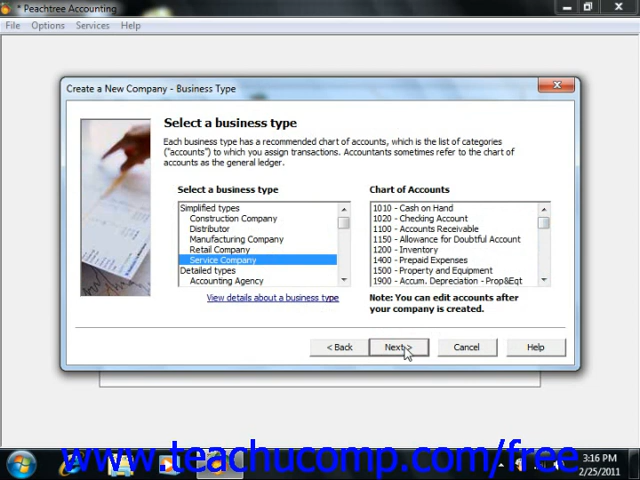 * Peachtree Accounting
File Options Services Help
Create a New Company - Business Type
Select a business type
Each business type has a recommended chart of accounts, which is the list of categories
("accounts") to which you assign transactions. Accountants sometimes refer to the chart of
accounts as the general ledger.
Select a business type
Simplified types
Construction Company
Distributor
Manufacturing Company
Retail Company
Service Company
Detailed types
Accounting Agency
View details about a business type
Chart of Accounts
1010 - Cash on Hand
1020 - Checking Account
1100 - Accounts Receivable
1150 - Allowance for Doubtful Account
1200 - Inventory
1400 - Prepaid Expenses
1500 - Property and Equipment
1900 - Accum. Depreciation - Prop&Eqt
Note: You can edit accounts after
your company is created.
< Back Next > Cancel Help
www.teachucomp.com/free
3:16 PM
2/25/2011